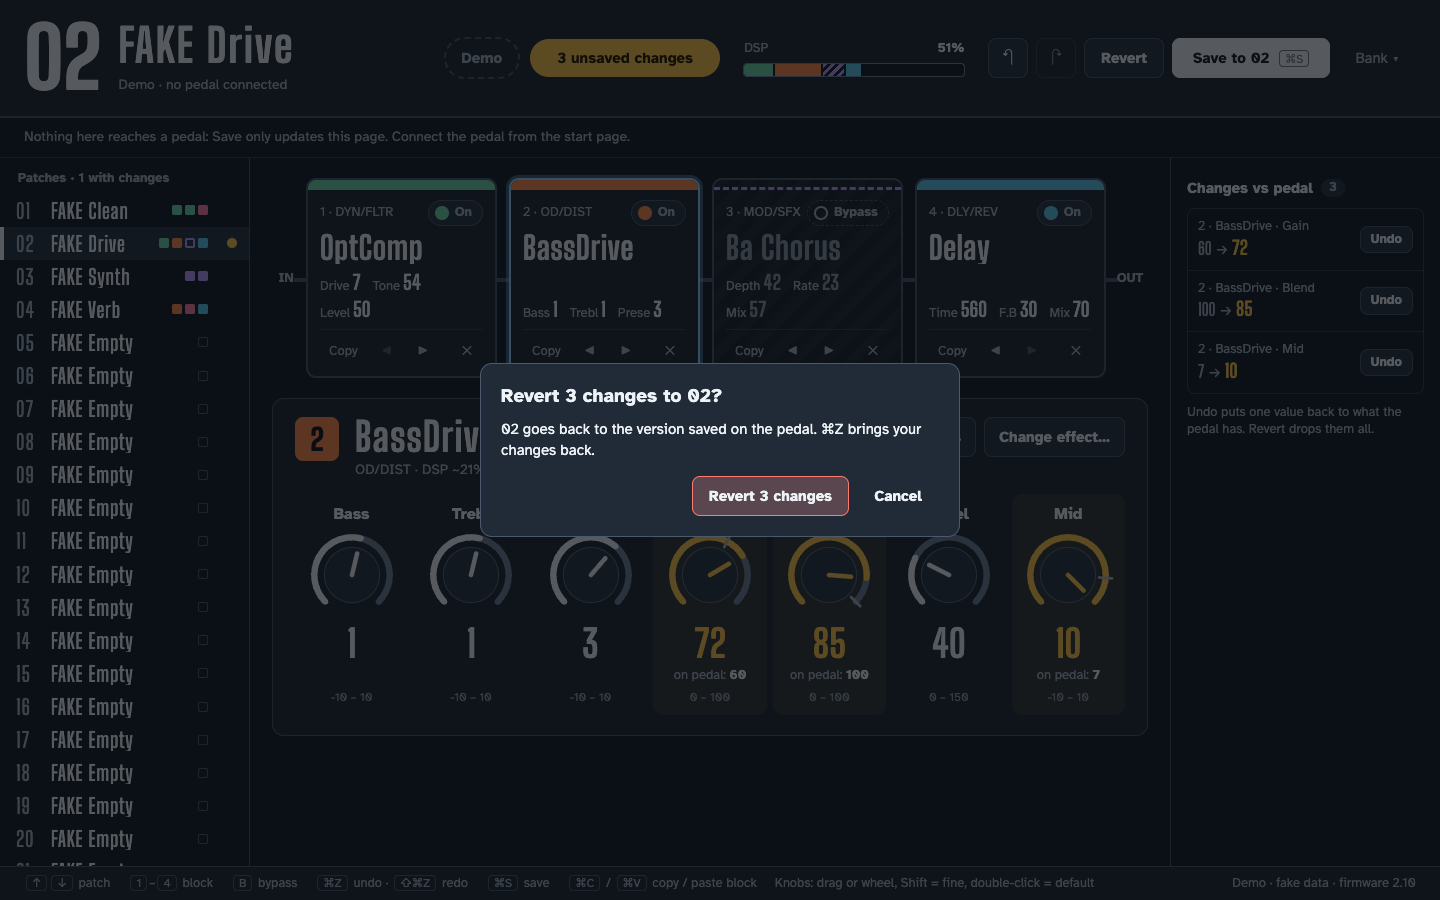 02 FAKE Drive
Demo · no pedal connected
Demo
3 unsaved changes
DSP 51%
Revert
Save to 02 ⌘S
Bank ▾
Nothing here reaches a pedal: Save only updates this page. Connect the pedal from the start page.
Patches · 1 with changes
01 FAKE Clean
02 FAKE Drive
03 FAKE Synth
04 FAKE Verb
05 FAKE Empty
06 FAKE Empty
07 FAKE Empty
08 FAKE Empty
09 FAKE Empty
10 FAKE Empty
11 FAKE Empty
12 FAKE Empty
13 FAKE Empty
14 FAKE Empty
15 FAKE Empty
16 FAKE Empty
17 FAKE Empty
18 FAKE Empty
19 FAKE Empty
20 FAKE Empty
IN
1 · DYN/FLTR On
OptComp
Drive 7 Tone 54
Level 50
Copy ◀ ▶ ✕
2 · OD/DIST On
BassDrive
Bass 1 Trebl 1 Prese 3
Copy ◀ ▶ ✕
3 · MOD/SFX Bypass
Ba Chorus
Depth 42 Rate 23
Mix 57
Copy ◀ ▶ ✕
4 · DLY/REV On
Delay
Time 560 F.B 30 Mix 70
Copy ◀ ▶ ✕
OUT
Revert 3 changes to 02?
02 goes back to the version saved on the pedal. ⌘Z brings your
changes back.
Revert 3 changes
Cancel
2 BassDriv
OD/DIST · DSP ~21%
Change effect...
Bass
1
-10 – 10
Treb
1
-10 – 10
3
-10 – 10
72
on pedal: 60
0 – 100
85
on pedal: 100
0 – 100
el
40
0 – 150
Mid
10
on pedal: 7
-10 – 10
Changes vs pedal 3
2 · BassDrive · Gain
60 → 72
Undo
2 · BassDrive · Blend
100 → 85
Undo
2 · BassDrive · Mid
7 → 10
Undo
Undo puts one value back to what the
pedal has. Revert drops them all.
↑ ↓ patch 1 – 4 block B bypass ⌘Z undo · ⇧⌘Z redo ⌘S save ⌘C / ⌘V copy / paste block Knobs: drag or wheel, Shift = fine, double-click = default
Demo · fake data · firmware 2.10